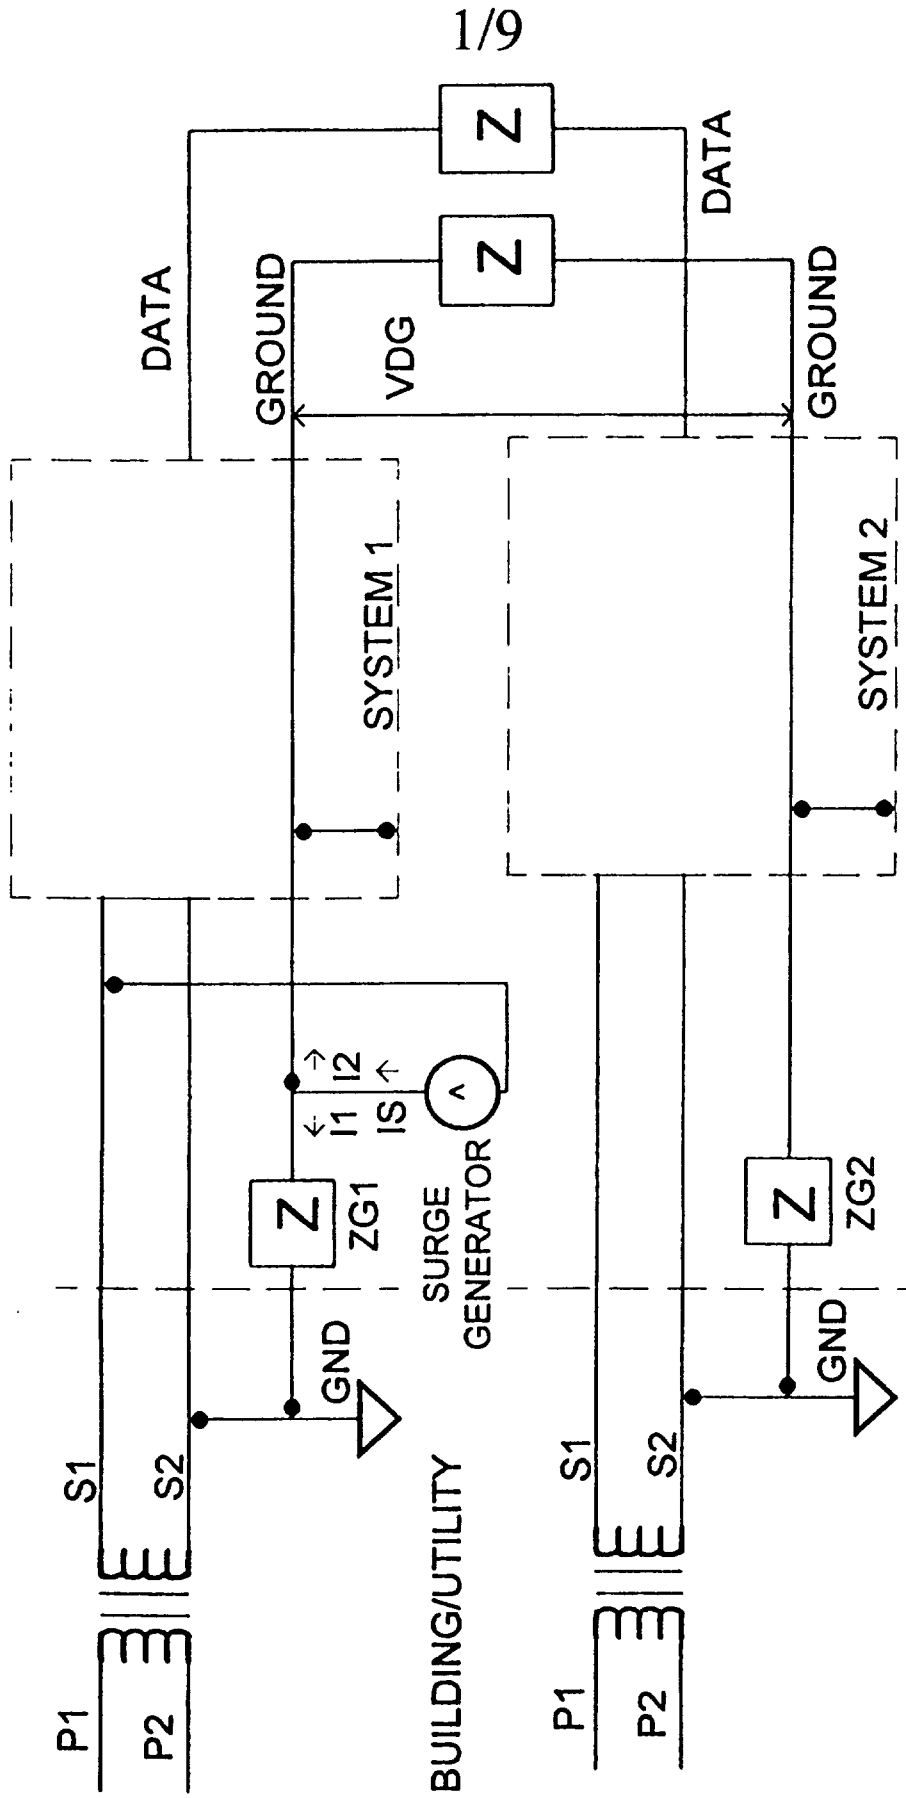 1/9
P1
P2
S1
S2
GND
Z
ZG1
I1
I2
IS
SURGE
GENERATOR
SYSTEM 1
DATA
GROUND
VDG
Z
Z
BUILDING/UTILITY
P1
P2
S1
S2
GND
Z
ZG2
SYSTEM 2
GROUND
DATA